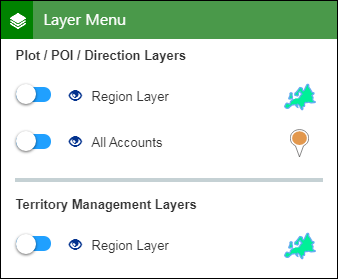 Layer Menu
Plot / POI / Direction Layers
Region Layer
All Accounts
Territory Management Layers
Region Layer